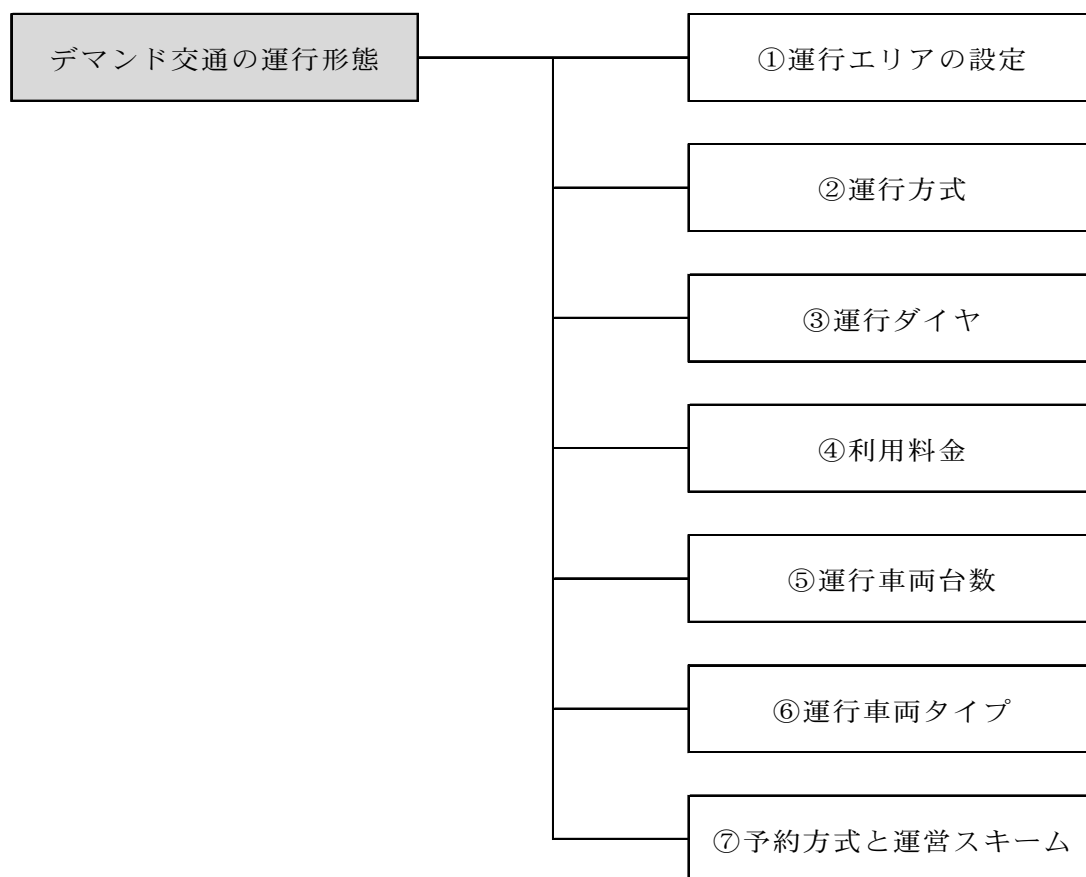 デマンド交通の運行形態
①運行エリアの設定
②運行方式
③運行ダイヤ
④利用料金
⑤運行車両台数
⑥運行車両タイプ
⑦予約方式と運営スキーム